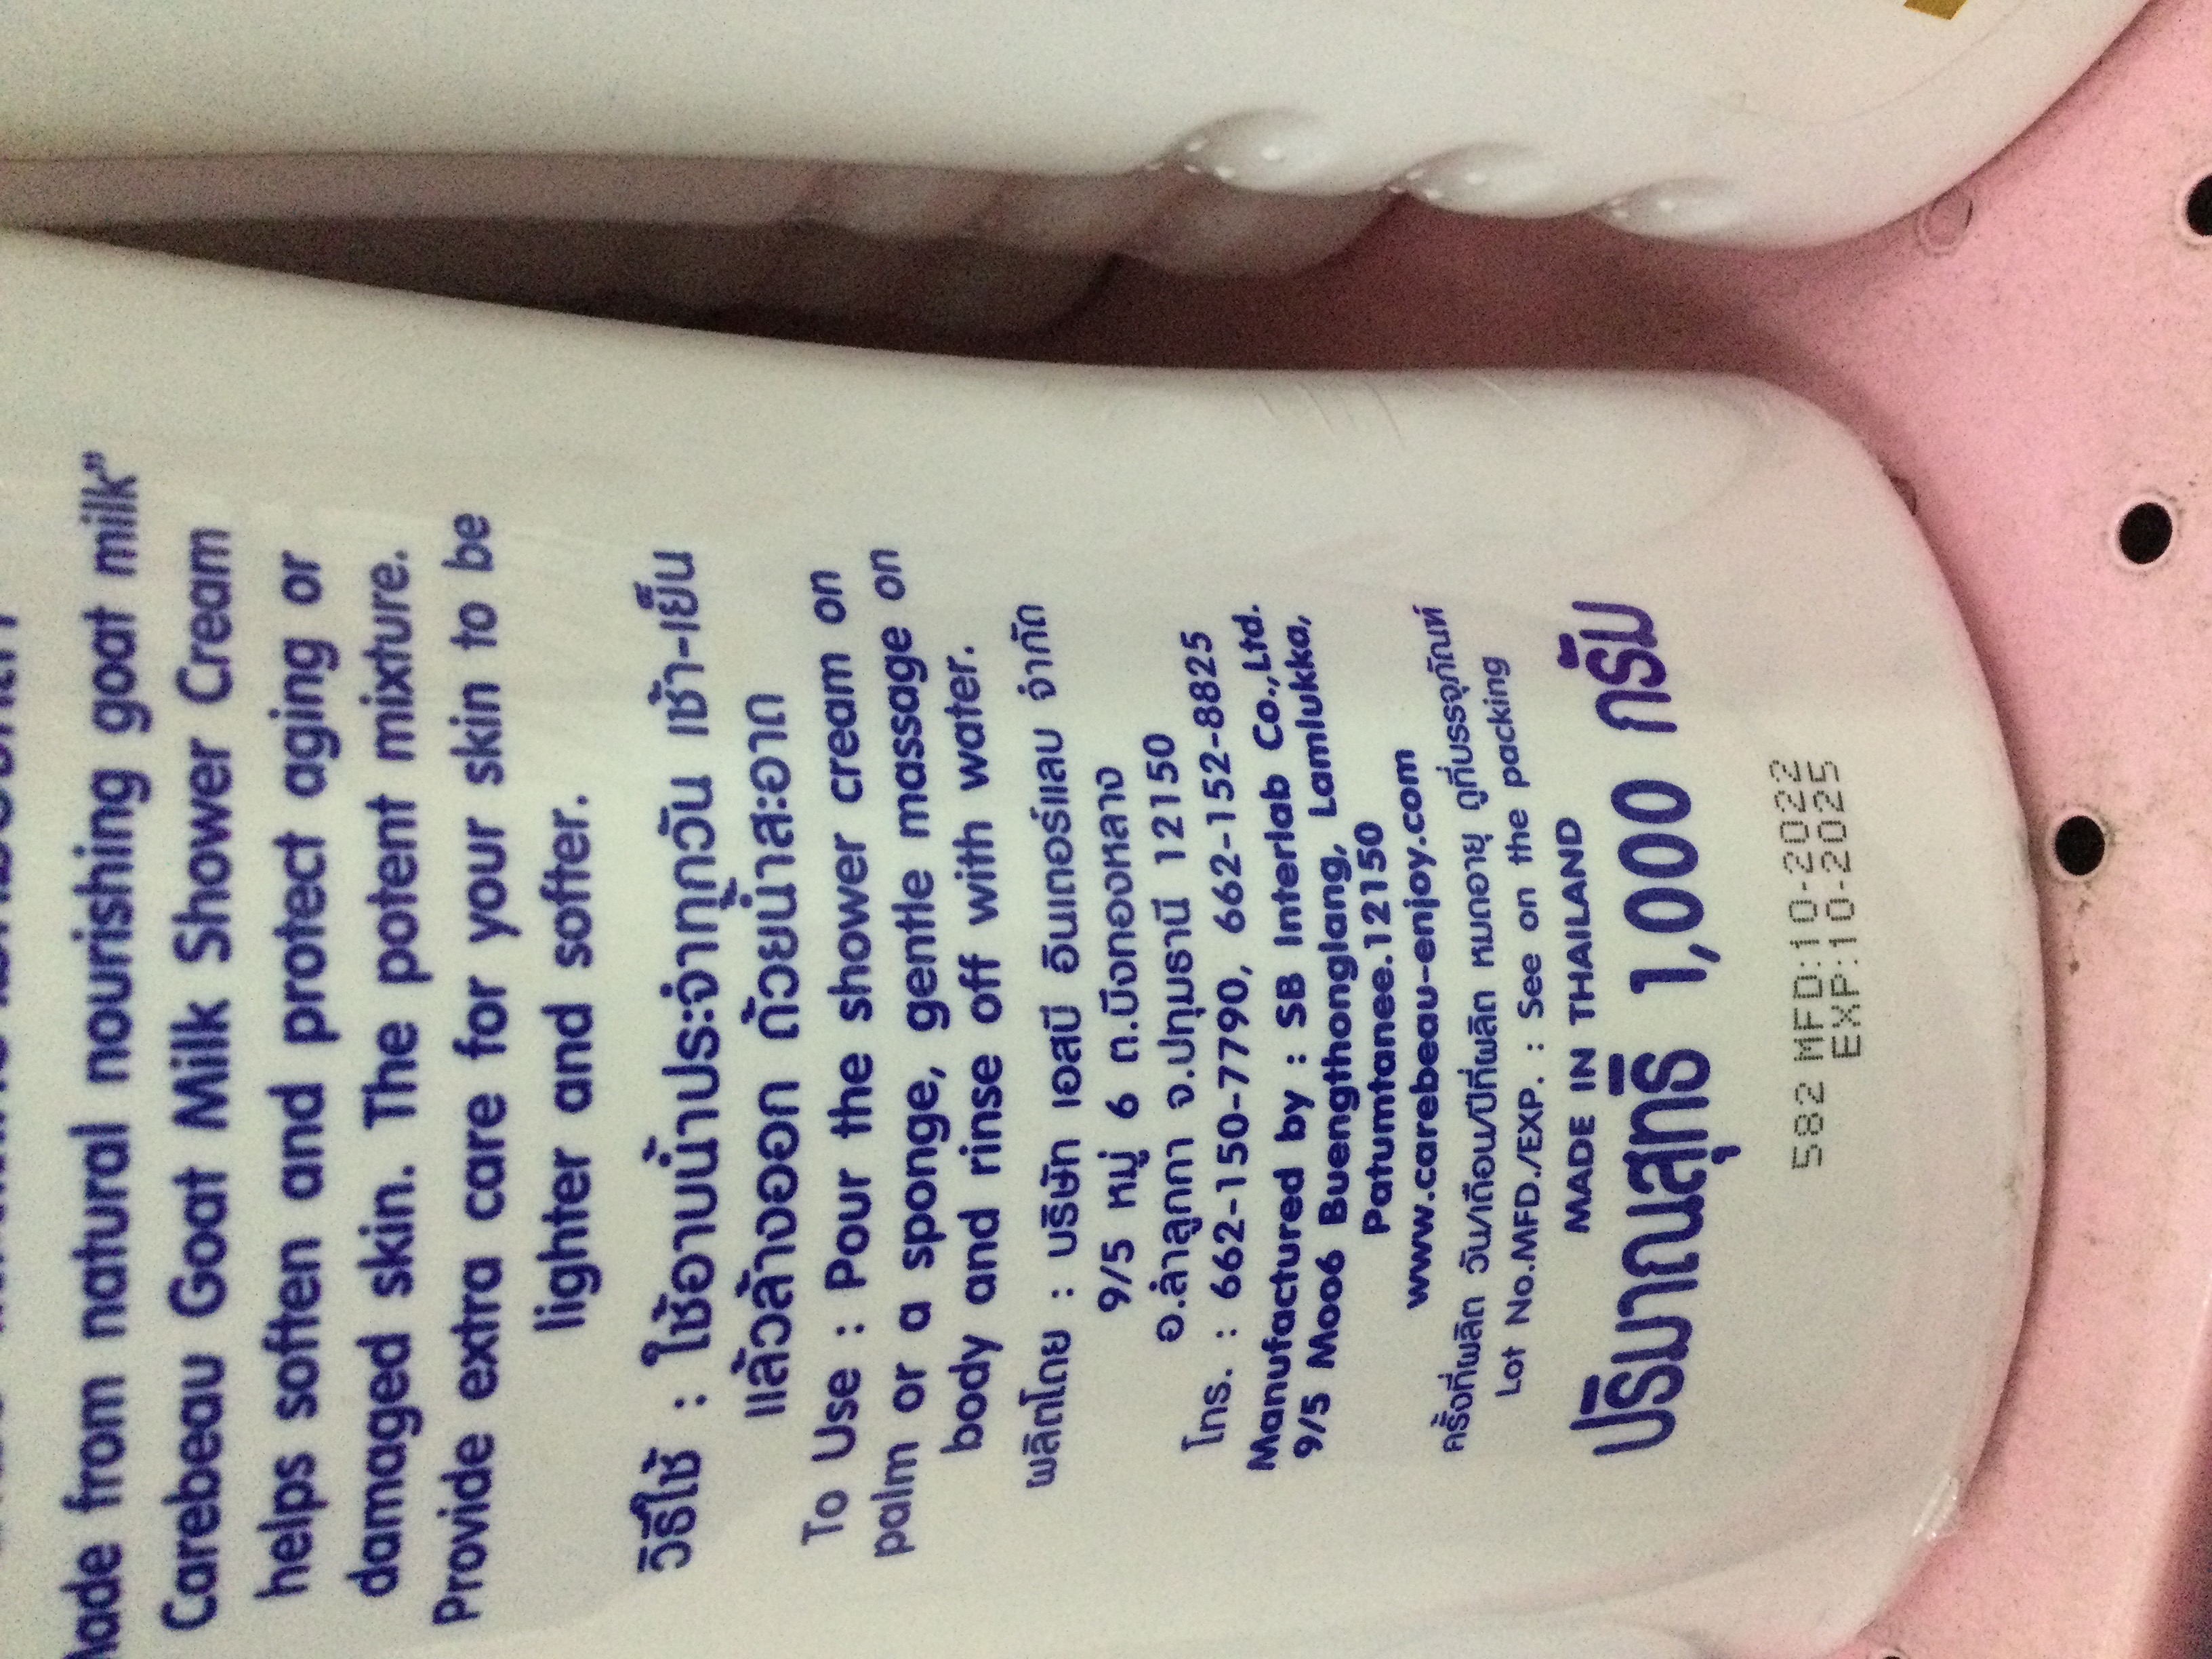 Made from natural nourishing goat milk"
Carebeau Goat Milk Shower Cream
helps soften and protect aging or
damaged skin. The potent mixture.
Provide extra care for your skin to be
lighter and softer.
วิธีใช้ : ใช้อาบน้ำประจำทุกวัน เช้า-เย็น
แล้วล้างออก ด้วยน้ำสะอาด
To Use : Pour the shower cream on
palm or a sponge, gentle massage on
body and rinse off with water.
ผลิตโดย : บริษัท เอสบี อินเตอร์แลบ จำกัด
9/5 หมู่ 6 ต.บึงทองหลาง
อ.ลำลูกกา จ.ปทุมธานี 12150
โทร. : 662-150-7790, 662-152-8825
Manufactured by : SB Interlab Co.,Ltd.
9/5 Moo6 Buengthonglang, Lamlukka,
Patumtanee.12150
www.carebeau-enjoy.com
ครั้งที่ผลิต วัน/เดือน/ปีที่ผลิต หมดอายุ ดูที่บรรจุภัณฑ์
Lot No.MFD./EXP. : See on the packing
MADE IN THAILAND
ปริมาณสุทธิ 1,000 กรัม
582 MFD:10-2022
EXP:10-2025